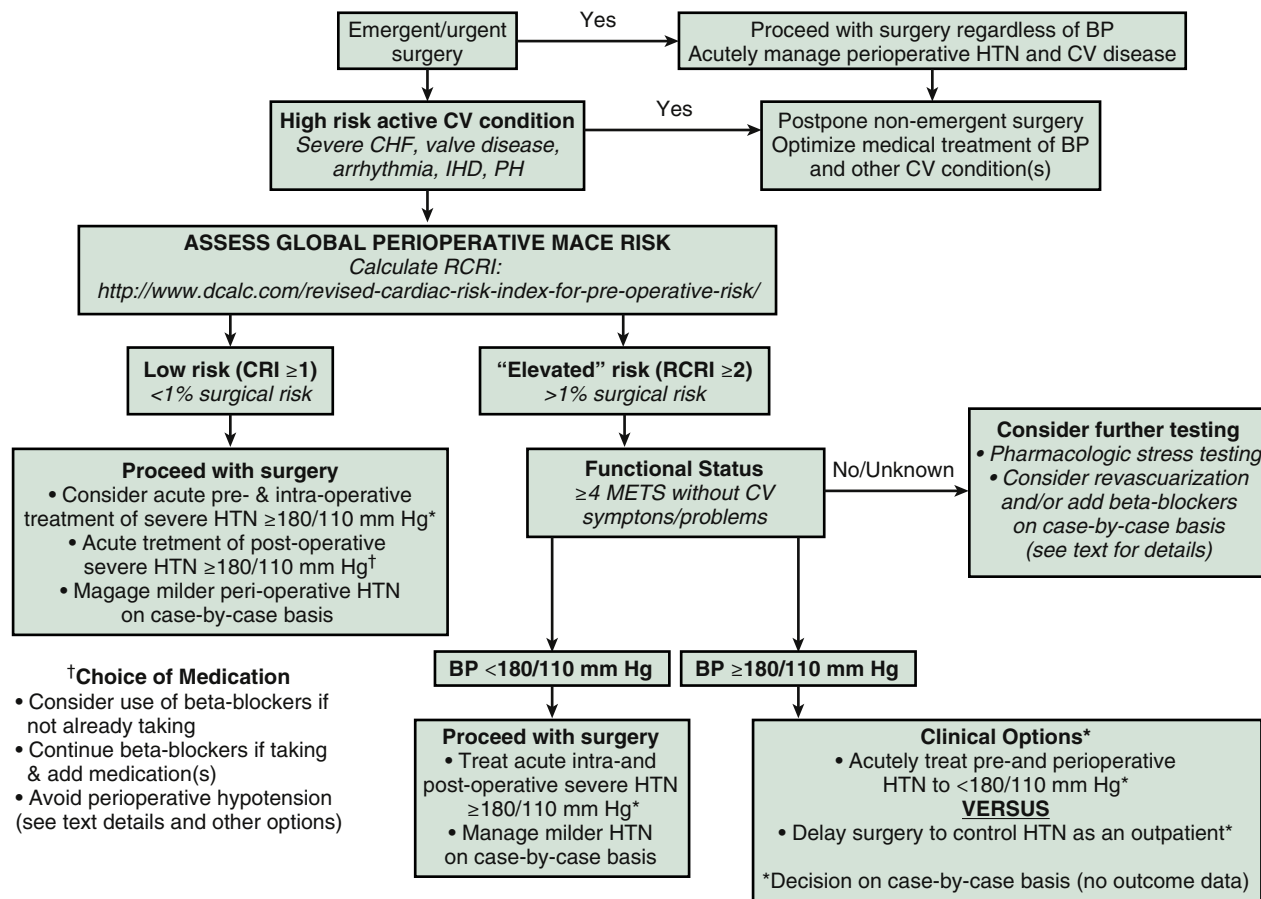 Emergent/urgent
surgery
Yes
Proceed with surgery regardless of BP
Acutely manage perioperative HTN and CV disease
High risk active CV condition
Severe CHF, valve disease,
arrhythmia, IHD, PH
Yes
Postpone non-emergent surgery
Optimize medical treatment of BP
and other CV condition(s)
ASSESS GLOBAL PERIOPERATIVE MACE RISK
Calculate RCRI:
http://www.dcalc.com/revised-cardiac-risk-index-for-pre-operative-risk/
Low risk (CRI ≥1)
<1% surgical risk
“Elevated” risk (RCRI ≥2)
>1% surgical risk
Proceed with surgery
• Consider acute pre- & intra-operative
treatment of severe HTN ≥180/110 mm Hg*
• Acute tretment of post-operative
severe HTN ≥180/110 mm Hg†
• Magage milder peri-operative HTN
on case-by-case basis
Functional Status
≥4 METS without CV
symptons/problems
No/Unknown
Consider further testing
• Pharmacologic stress testing
• Consider revascuarization
and/or add beta-blockers
on case-by-case basis
(see text for details)
BP <180/110 mm Hg
BP ≥180/110 mm Hg
†Choice of Medication
• Consider use of beta-blockers if
not already taking
• Continue beta-blockers if taking
& add medication(s)
• Avoid perioperative hypotension
(see text details and other options)
Proceed with surgery
• Treat acute intra-and
post-operative severe HTN
≥180/110 mm Hg*
• Manage milder HTN
on case-by-case basis
Clinical Options*
• Acutely treat pre-and perioperative
HTN to <180/110 mm Hg*
VERSUS
• Delay surgery to control HTN as an outpatient*
*Decision on case-by-case basis (no outcome data)